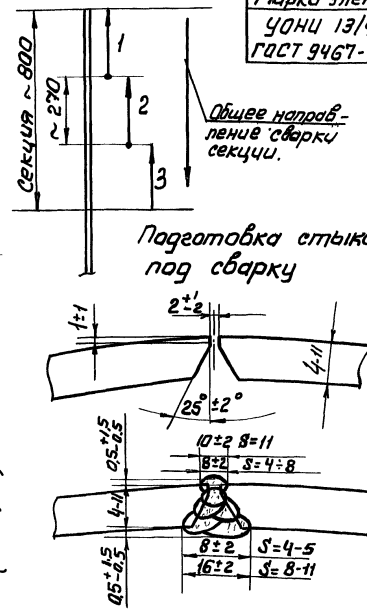 Марка
УОНИ 13/
ГОСТ 9467-
Секция ~800
~270
1
2
3
Общее направ-
ление сварки
секции.
Подготовка стыка
под сварку
2+1-2
1±1
4-11
25°±2°
10±2 S=11
8±2 S=4÷8
0,5+1,5-0,5
4-11
0,5+1,5-0,5
8±2 S=4-5
16±2 S=8-11